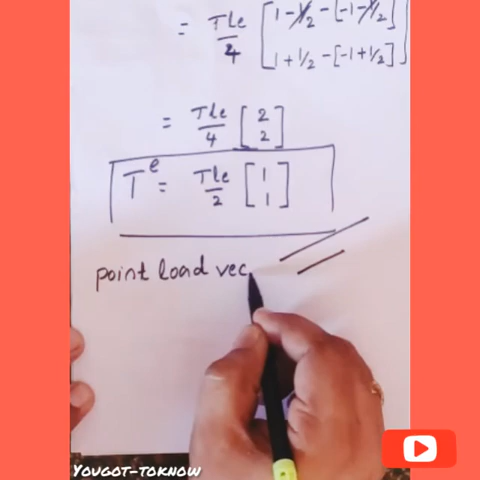 = Tle/4 [1-1/2-[-1-1/2]
1+1/2-[-1+1/2]]
= Tle/4 [2 2]
T^e = Tle/2 [1 1]
point load vec
YOUGOT-TOKNOW